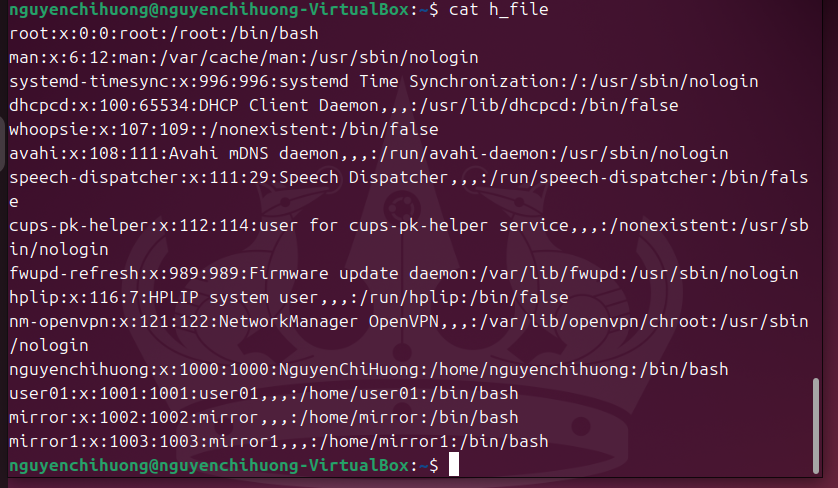 nguyenchihuong@nguyenchihuong-VirtualBox:~$ cat h_file
root:x:0:0:root:/root:/bin/bash
man:x:6:12:man:/var/cache/man:/usr/sbin/nologin
systemd-timesync:x:996:996:systemd Time Synchronization:/:/usr/sbin/nologin
dhcpcd:x:100:65534:DHCP Client Daemon,,,:/usr/lib/dhcpcd:/bin/false
whoopsie:x:107:109::/nonexistent:/bin/false
avahi:x:108:111:Avahi mDNS daemon,,,:/run/avahi-daemon:/usr/sbin/nologin
speech-dispatcher:x:111:29:Speech Dispatcher,,,:/run/speech-dispatcher:/bin/fals
e
cups-pk-helper:x:112:114:user for cups-pk-helper service,,,:/nonexistent:/usr/sb
in/nologin
fwupd-refresh:x:989:989:Firmware update daemon:/var/lib/fwupd:/usr/sbin/nologin
hplip:x:116:7:HPLIP system user,,,:/run/hplip:/bin/false
nm-openvpn:x:121:122:NetworkManager OpenVPN,,,:/var/lib/openvpn/chroot:/usr/sbin
/nologin
nguyenchihuong:x:1000:1000:NguyenChiHuong:/home/nguyenchihuong:/bin/bash
user01:x:1001:1001:user01,,,:/home/user01:/bin/bash
mirror:x:1002:1002:mirror,,,:/home/mirror:/bin/bash
mirror1:x:1003:1003:mirror1,,,:/home/mirror1:/bin/bash
nguyenchihuong@nguyenchihuong-VirtualBox:~$